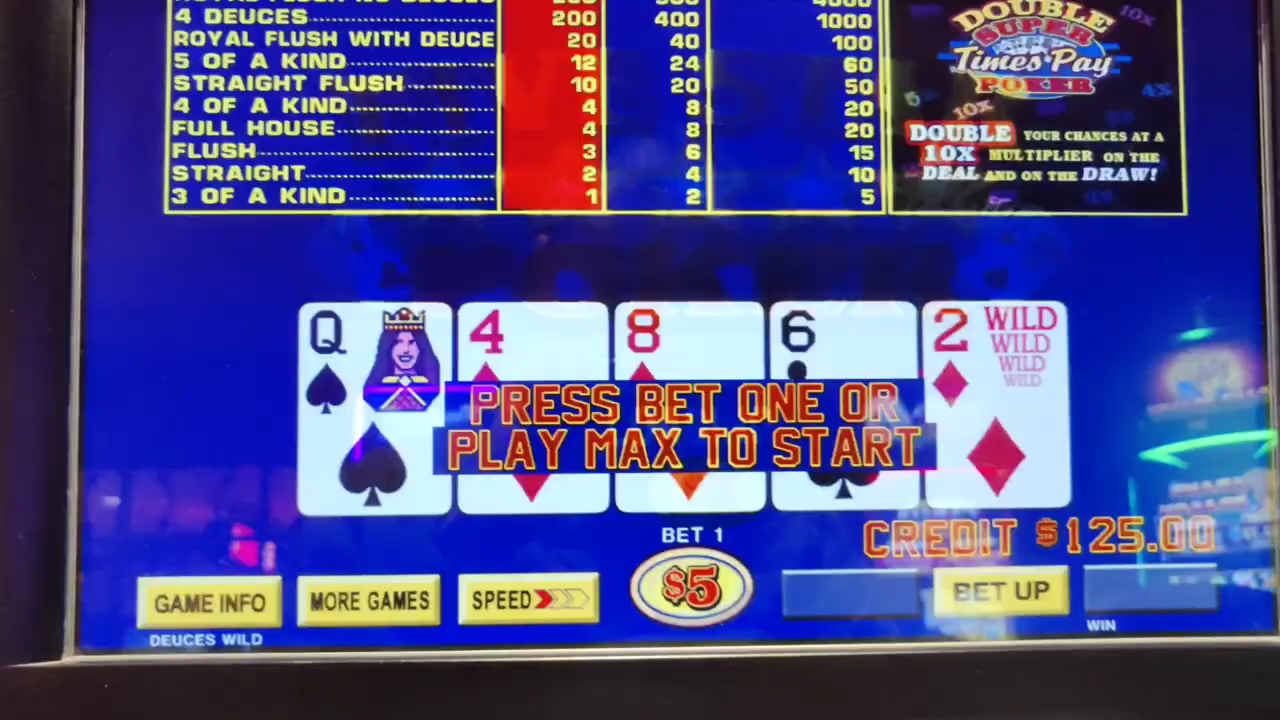 4 DEUCES 200 400 1000
ROYAL FLUSH WITH DEUCE 20 40 100
5 OF A KIND 12 24 60
STRAIGHT FLUSH 10 20 50
4 OF A KIND 4 8 20
FULL HOUSE 4 8 20
FLUSH 3 6 15
STRAIGHT 2 4 10
3 OF A KIND 1 2 5
DOUBLE
SUPER
Times Pay
POKER
10X
4X
10X
DOUBLE YOUR CHANCES AT A
10X MULTIPLIER ON THE
DEAL AND ON THE DRAW!
Q 4 8 6 2
WILD
WILD
WILD
WILD
PRESS BET ONE OR
PLAY MAX TO START
BET 1
CREDIT $125.00
GAME INFO
MORE GAMES
SPEED
$5
BET UP
DEUCES WILD
WIN